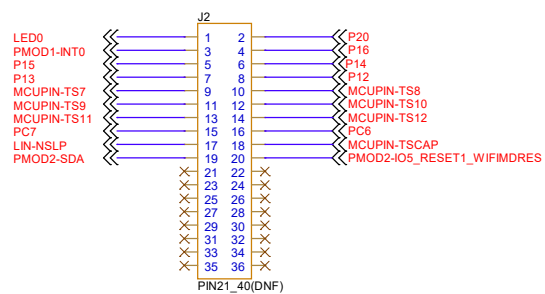 J2
LED0 1 2 P20
PMOD1-INT0 3 4 P16
P15 5 6 P14
P13 7 8 P12
MCUPIN-TS7 9 10 MCUPIN-TS8
MCUPIN-TS9 11 12 MCUPIN-TS10
MCUPIN-TS11 13 14 MCUPIN-TS12
PC7 15 16 PC6
LIN-NSLP 17 18 MCUPIN-TSCAP
PMOD2-SDA 19 20 PMOD2-IO5_RESET1_WIFIMDRES
21 22
23 24
25 26
27 28
29 30
31 32
33 34
35 36
PIN21_40(DNF)